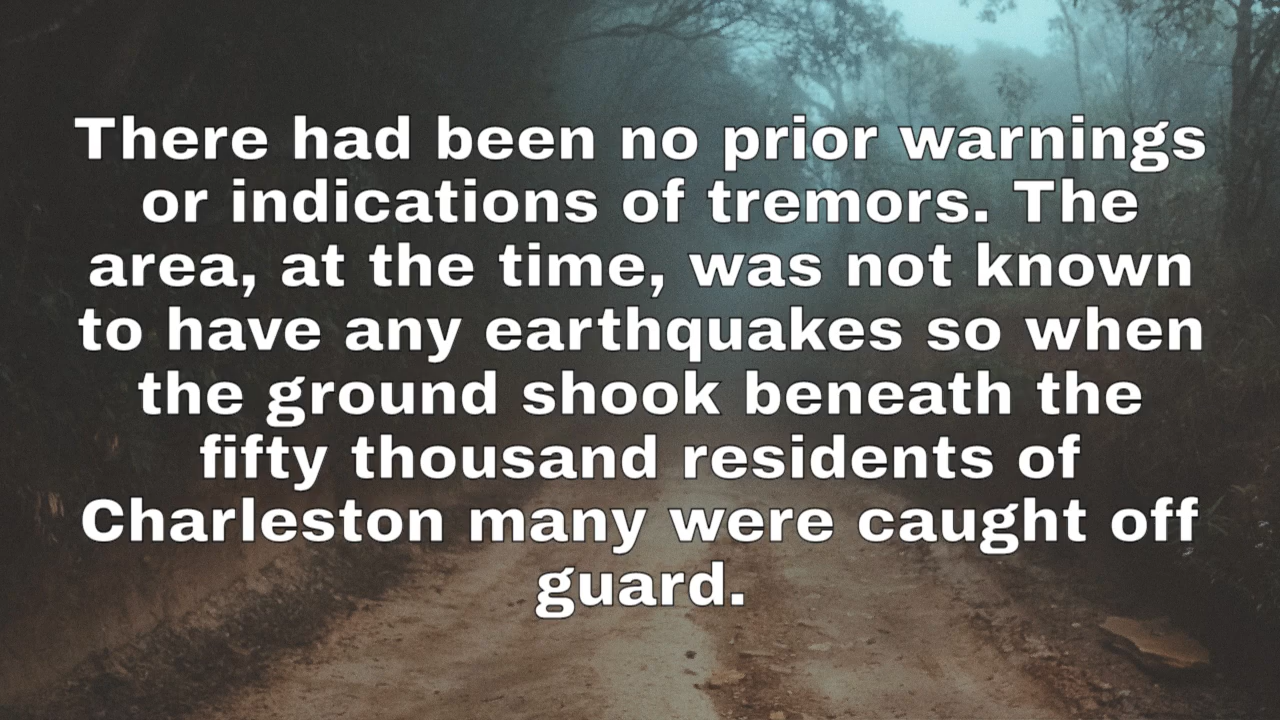 There had been no prior warnings
or indications of tremors. The
area, at the time, was not known
to have any earthquakes so when
the ground shook beneath the
fifty thousand residents of
Charleston many were caught off
guard.